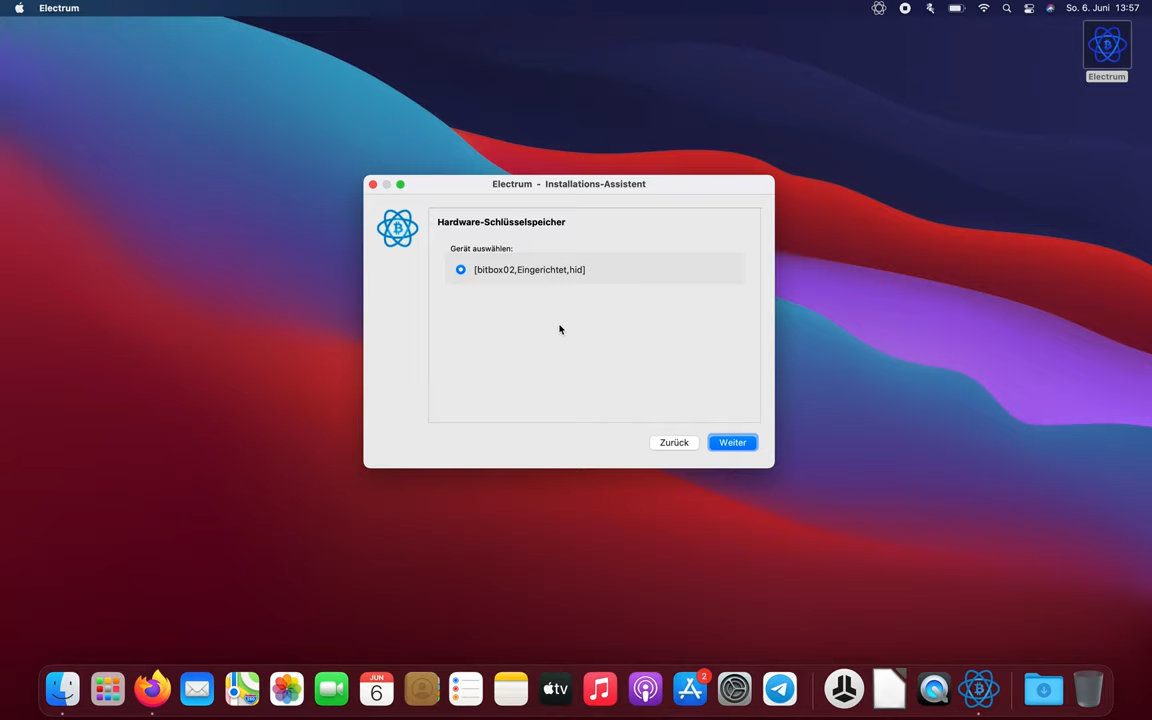 Electrum
So. 6. Juni 13:57
Electrum
Electrum - Installations-Assistent
Hardware-Schlüsselspeicher
Gerät auswählen:
[bitbox02,Eingerichtet,hid]
Zurück
Weiter
JUN
6
tv
2